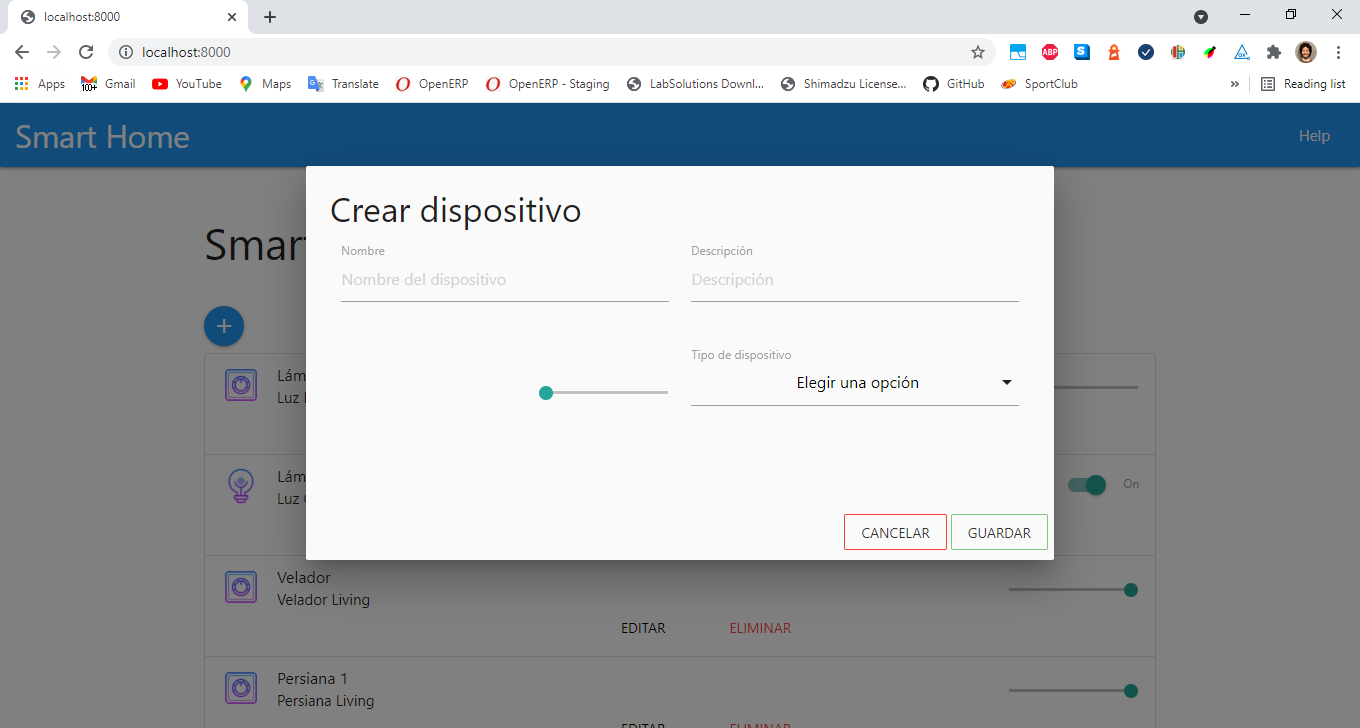 localhost:8000
localhost:8000
Apps
10+
Gmail
YouTube
Maps
Translate
OpenERP
OpenERP - Staging
LabSolutions Downl...
Shimadzu License...
GitHub
SportClub
»
Reading list
ABP
S
Smart Home
Help
Smar
Crear dispositivo
Nombre
Descripción
Nombre del dispositivo
Descripción
Tipo de dispositivo
Elegir una opción
CANCELAR
GUARDAR
+
Lám
Luz
Lám
Luz
On
Velador
Velador Living
EDITAR
ELIMINAR
Persiana 1
Persiana Living
EDITAR
ELIMINAR